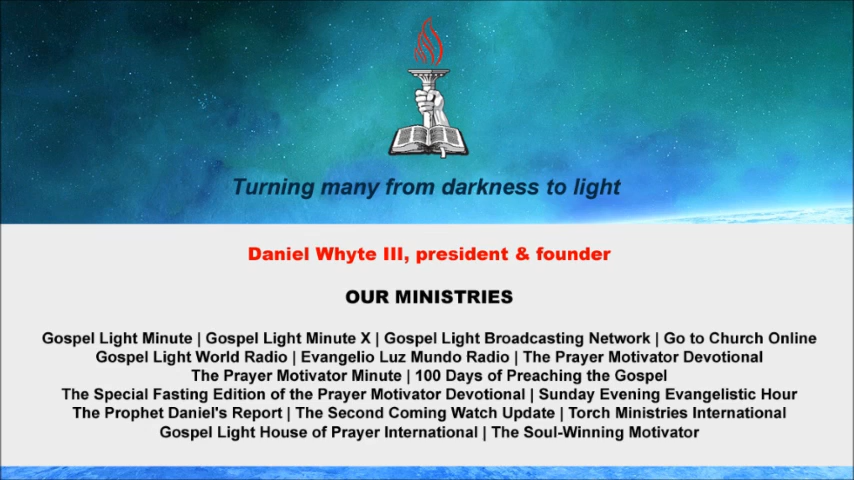 Turning many from darkness to light
Daniel Whyte III, president & founder
OUR MINISTRIES
Gospel Light Minute | Gospel Light Minute X | Gospel Light Broadcasting Network | Go to Church Online
Gospel Light World Radio | Evangelio Luz Mundo Radio | The Prayer Motivator Devotional
The Prayer Motivator Minute | 100 Days of Preaching the Gospel
The Special Fasting Edition of the Prayer Motivator Devotional | Sunday Evening Evangelistic Hour
The Prophet Daniel's Report | The Second Coming Watch Update | Torch Ministries International
Gospel Light House of Prayer International | The Soul-Winning Motivator